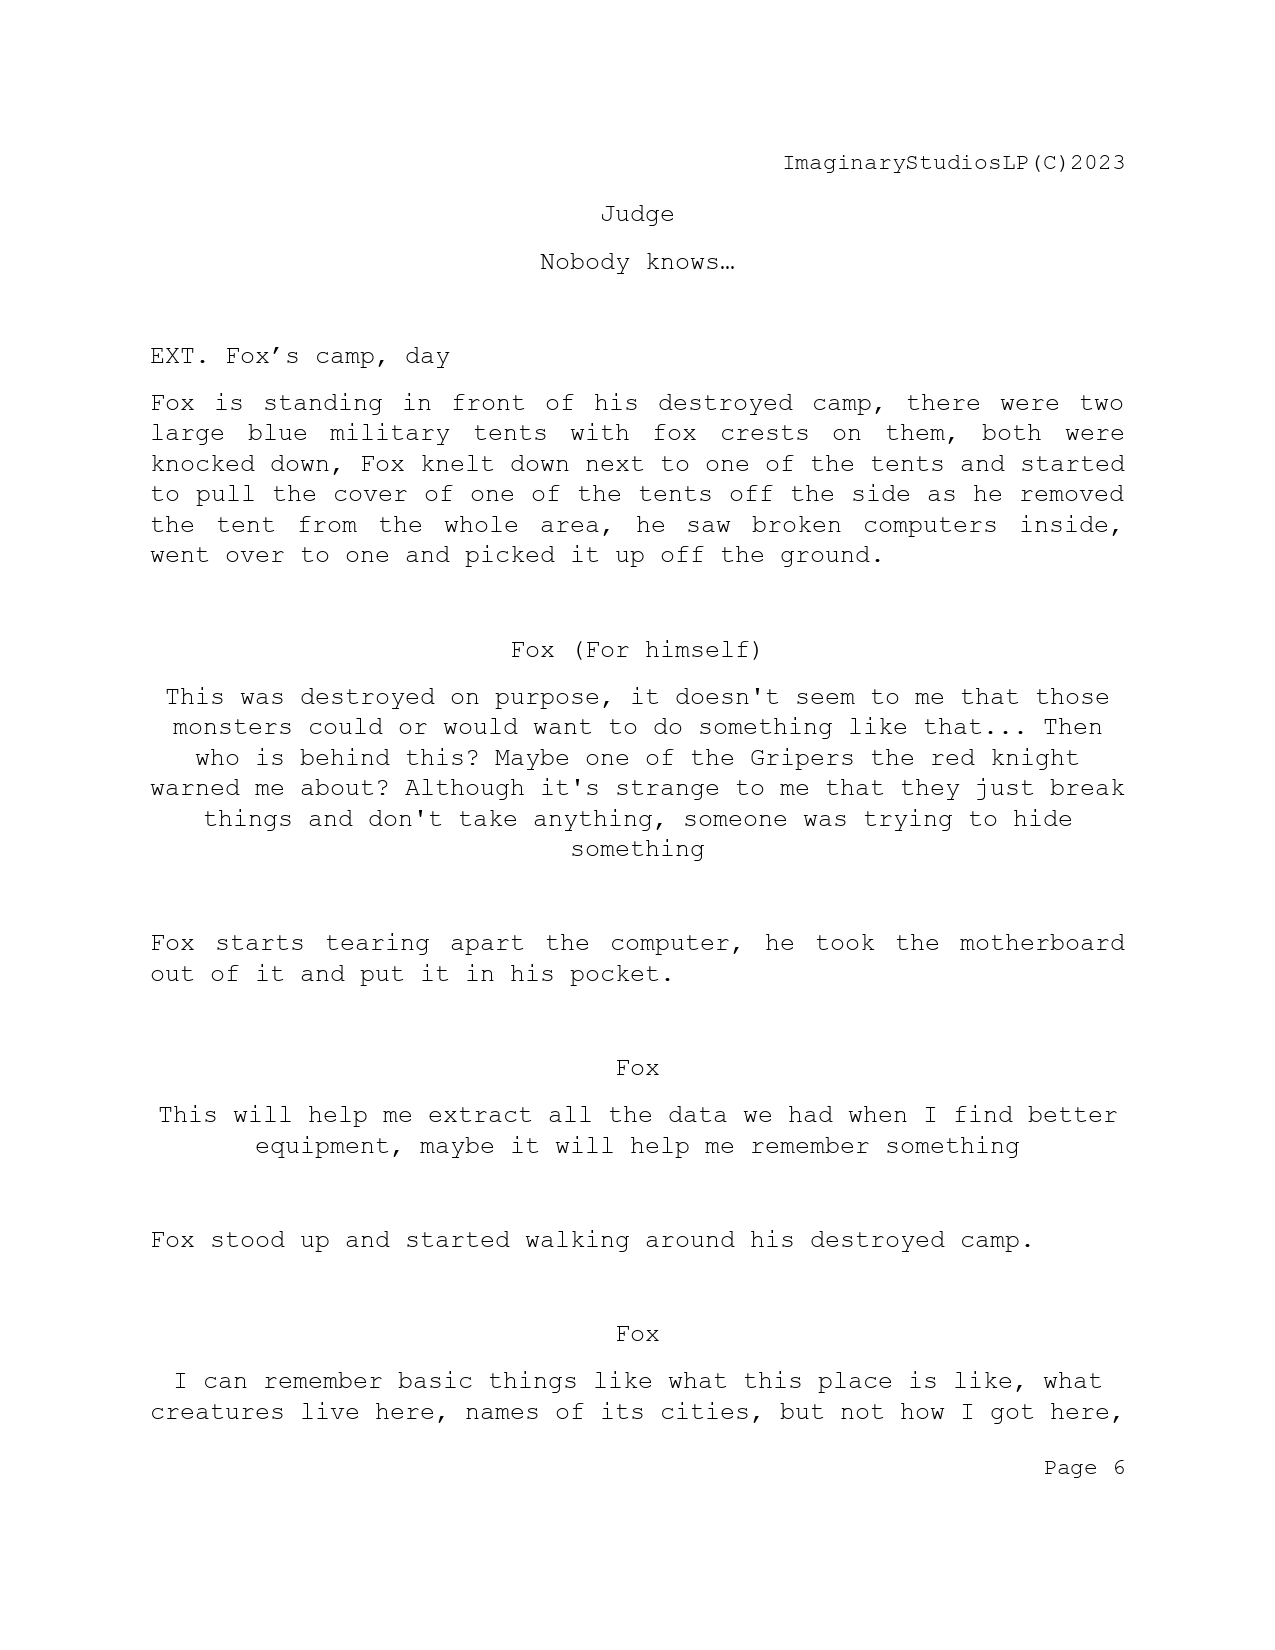 ImaginaryStudiosLP(C)2023
Judge
Nobody knows…
EXT. Fox’s camp, day
Fox is standing in front of his destroyed camp, there were two
large blue military tents with fox crests on them, both were
knocked down, Fox knelt down next to one of the tents and started
to pull the cover of one of the tents off the side as he removed
the tent from the whole area, he saw broken computers inside,
went over to one and picked it up off the ground.
Fox (For himself)
This was destroyed on purpose, it doesn't seem to me that those
monsters could or would want to do something like that... Then
who is behind this? Maybe one of the Gripers the red knight
warned me about? Although it's strange to me that they just break
things and don't take anything, someone was trying to hide
something
Fox starts tearing apart the computer, he took the motherboard
out of it and put it in his pocket.
Fox
This will help me extract all the data we had when I find better
equipment, maybe it will help me remember something
Fox stood up and started walking around his destroyed camp.
Fox
I can remember basic things like what this place is like, what
creatures live here, names of its cities, but not how I got here,
Page 6